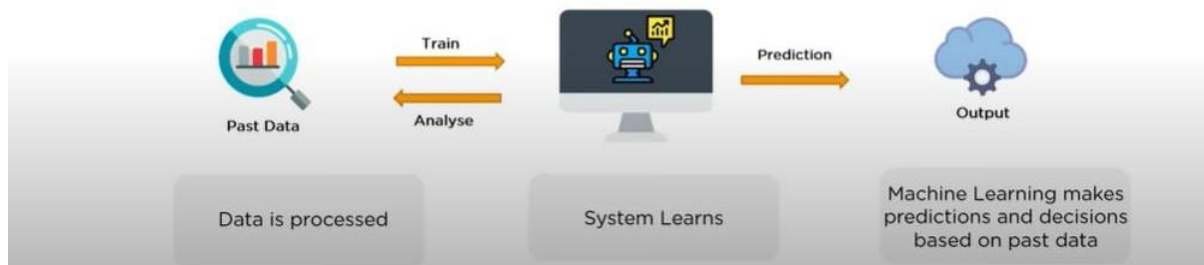 Train
Prediction
Past Data
Analyse
Output
Data is processed
System Learns
Machine Learning makes
predictions and decisions
based on past data